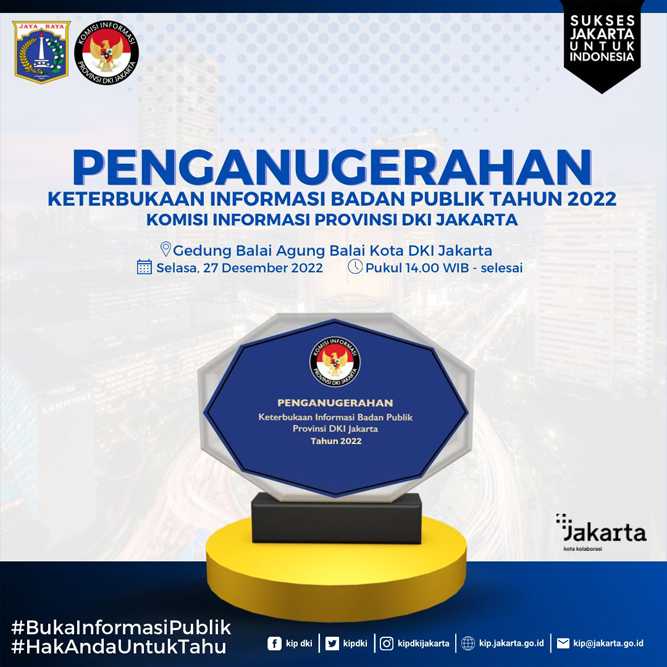 JAYA RAYA
KOMISI INFORMASI
PROVINSI DKI JAKARTA
SUKSES
JAKARTA
UNTUK
INDONESIA
PENGANUGERAHAN
KETERBUKAAN INFORMASI BADAN PUBLIK TAHUN 2022
KOMISI INFORMASI PROVINSI DKI JAKARTA
Gedung Balai Agung Balai Kota DKI Jakarta
Selasa, 27 Desember 2022 Pukul 14.00 WIB - selesai
KOMISI INFORMASI
PROVINSI DKI JAKARTA
PENGANUGERAHAN
Keterbukaan Informasi Badan Publik
Provinsi DKI Jakarta
Tahun 2022
KEMPINSKI
Jakarta
kota kolaborasi
#BukaInformasiPublik
#HakAndaUntukTahu
kip dki kipdki kipdkijakarta kip.jakarta.go.id kip@jakarta.go.id